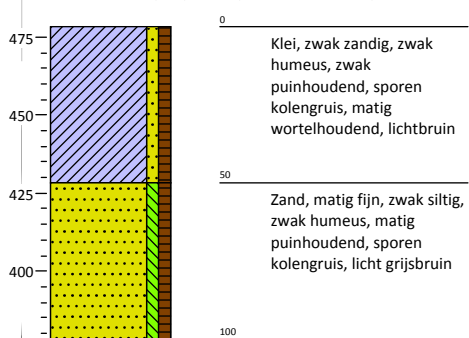 0
475
Klei, zwak zandig, zwak
humeus, zwak
puinhoudend, sporen
kolengruis, matig
wortelhoudend, lichtbruin
450
50
425
Zand, matig fijn, zwak siltig,
zwak humeus, matig
puinhoudend, sporen
kolengruis, licht grijsbruin
400
100